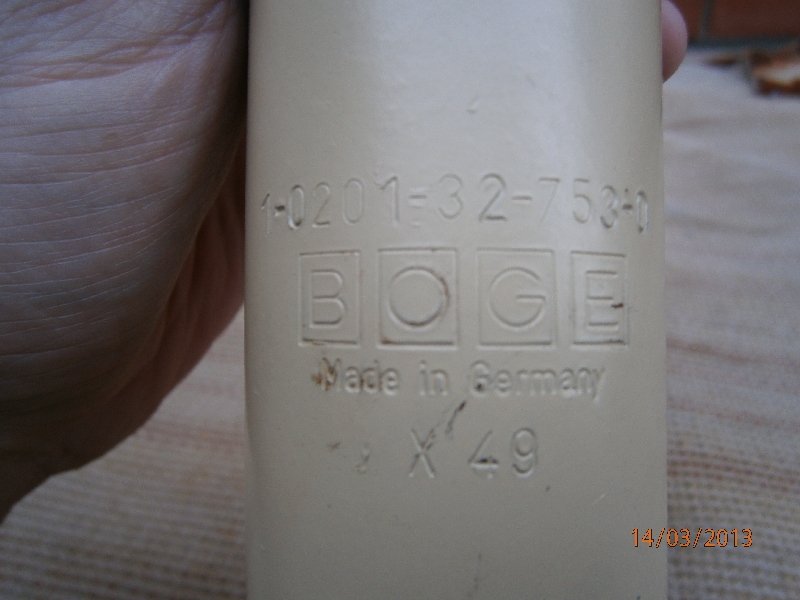 1-0201-32-753-0
BOGE
Made in Germany
X 49
14/03/2013